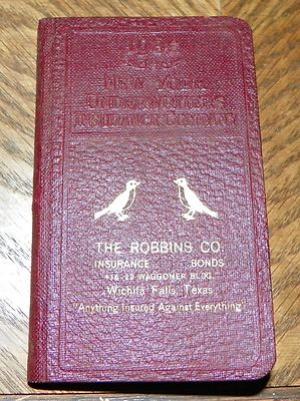 NEW YORK
UNDERWRITERS
INSURANCE COMPANY
THE ROBBINS CO.
INSURANCE BONDS
WAGGONER BLDG.
Wichita Falls, Texas
"Anything Insured Against Everything"